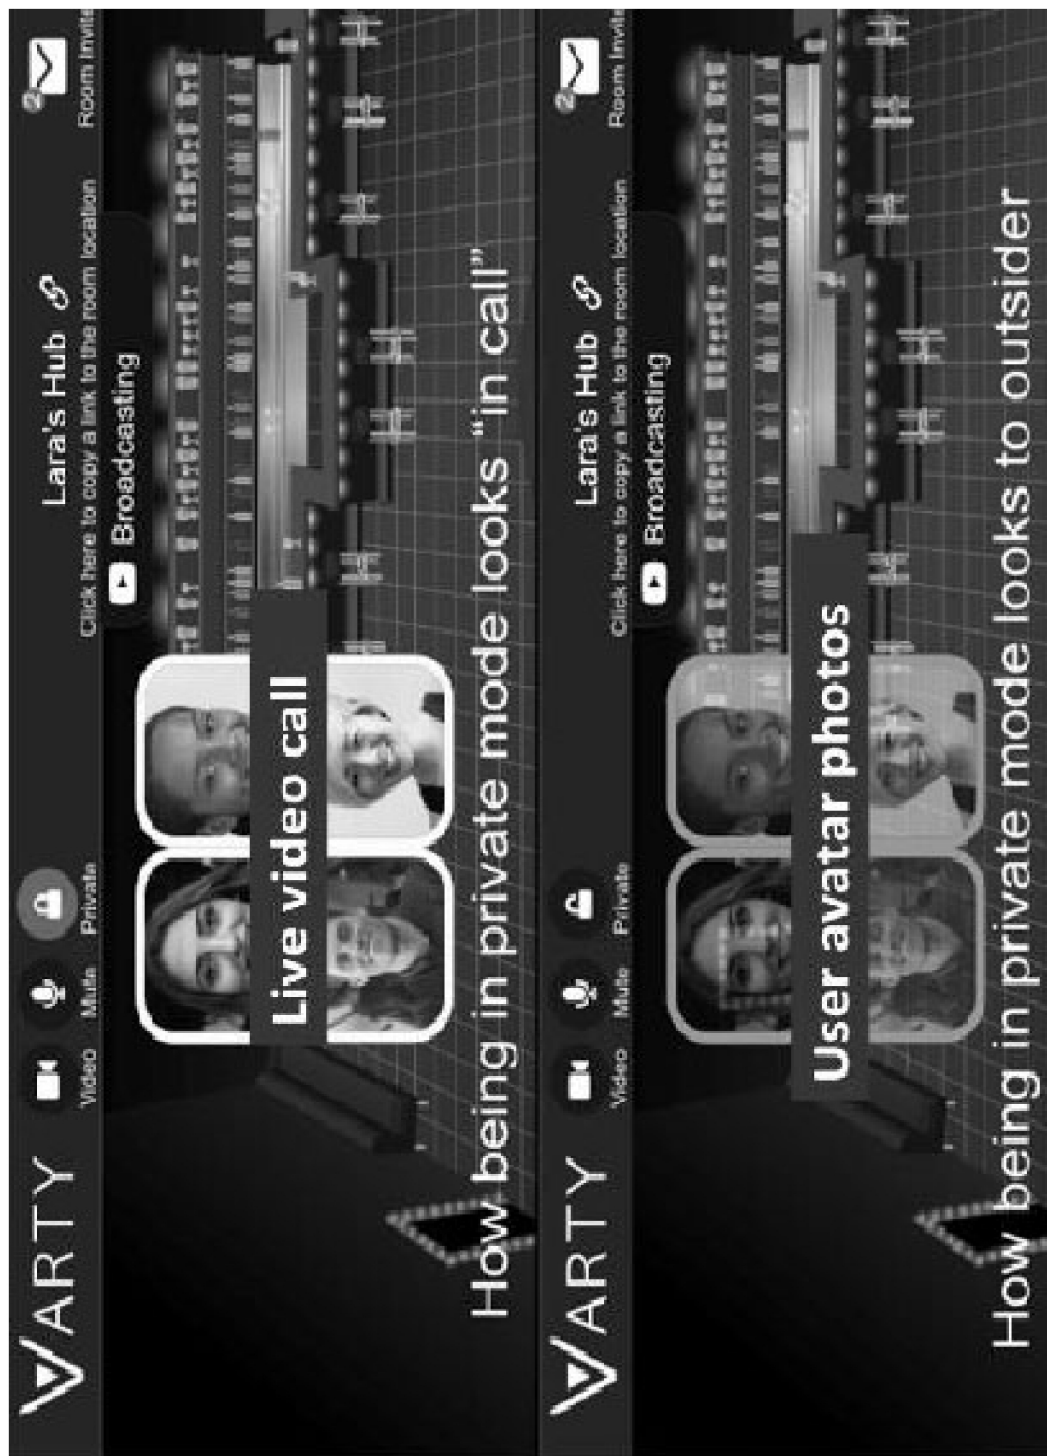 VARTY
Video
Mute
Private
Lara's Hub
Click here to copy a link to the room location
2
Room Invite
Broadcasting
Live video call
How being in private mode looks "in call"
VARTY
Video
Mute
Private
Lara's Hub
Click here to copy a link to the room location
2
Room Invite
Broadcasting
User avatar photos
How being in private mode looks to outsider